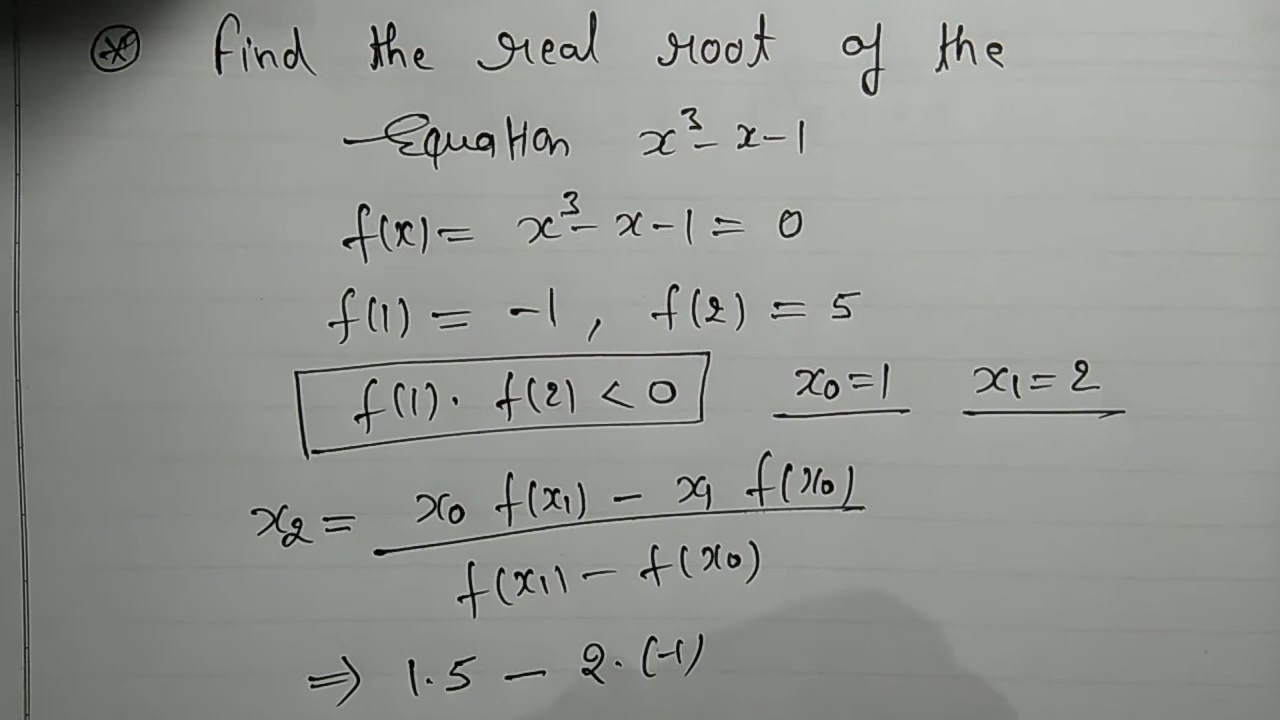 * find the real root of the
Equation x³ - x - 1
f(x) = x³ - x - 1 = 0
f(1) = -1, f(2) = 5
f(1) · f(2) < 0 x₀ = 1 x₁ = 2
x₂ = x₀ f(x₁) - x₁ f(x₀)
f(x₁) - f(x₀)
⇒ 1·5 - 2·(-1)